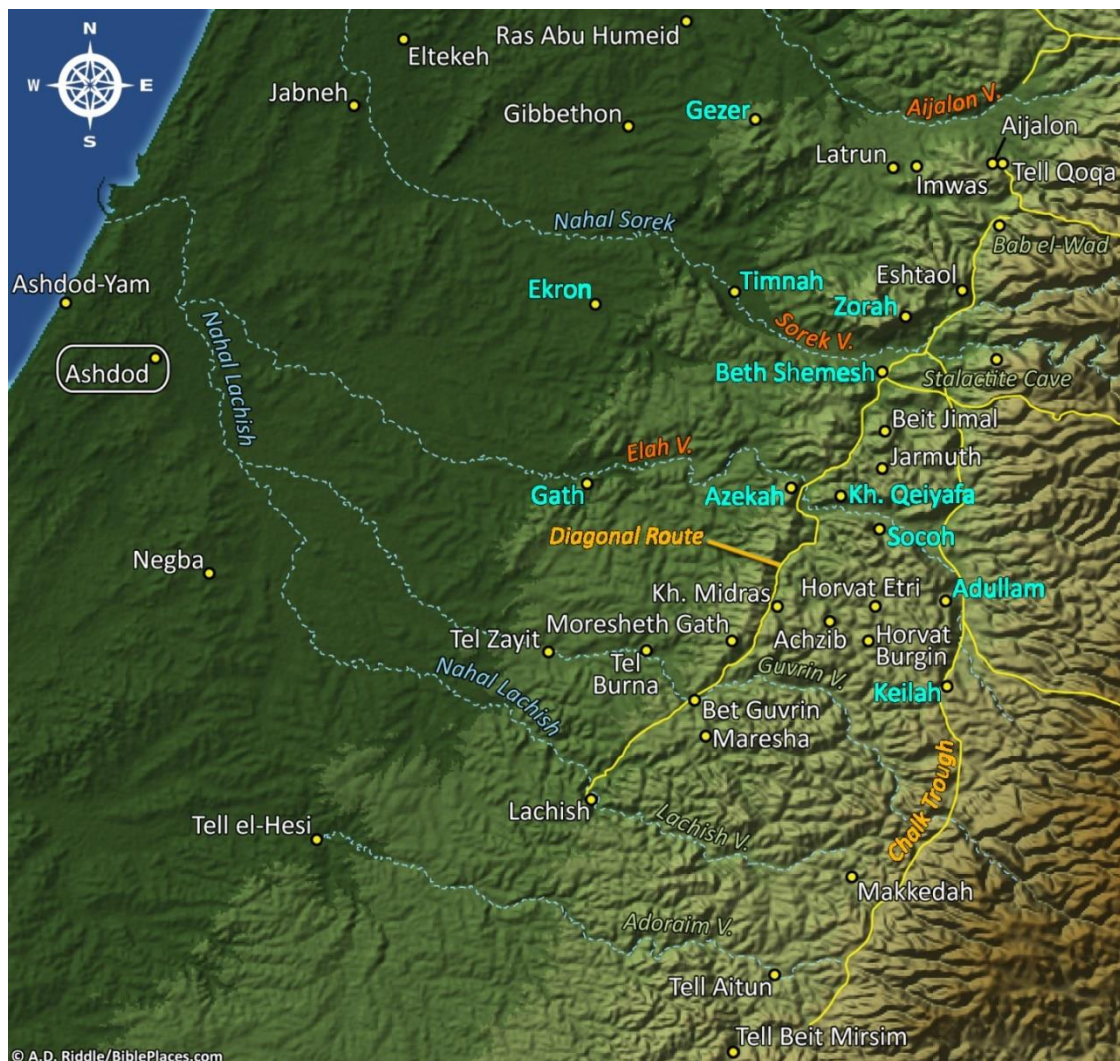 N
W E
S
Ras Abu Humeid
Eltekeh
Jabneh
Gibbethon
Gezer
Aijalon V.
Aijalon
Latrun
Imwas
Tell Qoqa
Nahal Sorek
Bab el-Wad
Ashdod-Yam
Ekron
Timnah
Eshtaol
Zorah
Sorek V.
Nahal Lachish
Ashdod
Beth Shemesh
Stalactite Cave
Beit Jimal
Elah V.
Jarmuth
Gath
Azekah
Kh. Qeiyafa
Diagonal Route
Socoh
Negba
Kh. Midras
Horvat Etri
Adullam
Moresheth Gath
Tel Zayit
Achzib
Horvat
Burgin
Tel
Burna
Guvrin V.
Nahal Lachish
Keilah
Bet Guvrin
Maresha
Lachish
Chalk Trough
Tell el-Hesi
Lachish V.
Makkedah
Adoraim V.
Tell Aitun
Tell Beit Mirsim
© A.D. Riddle/BiblePlaces.com